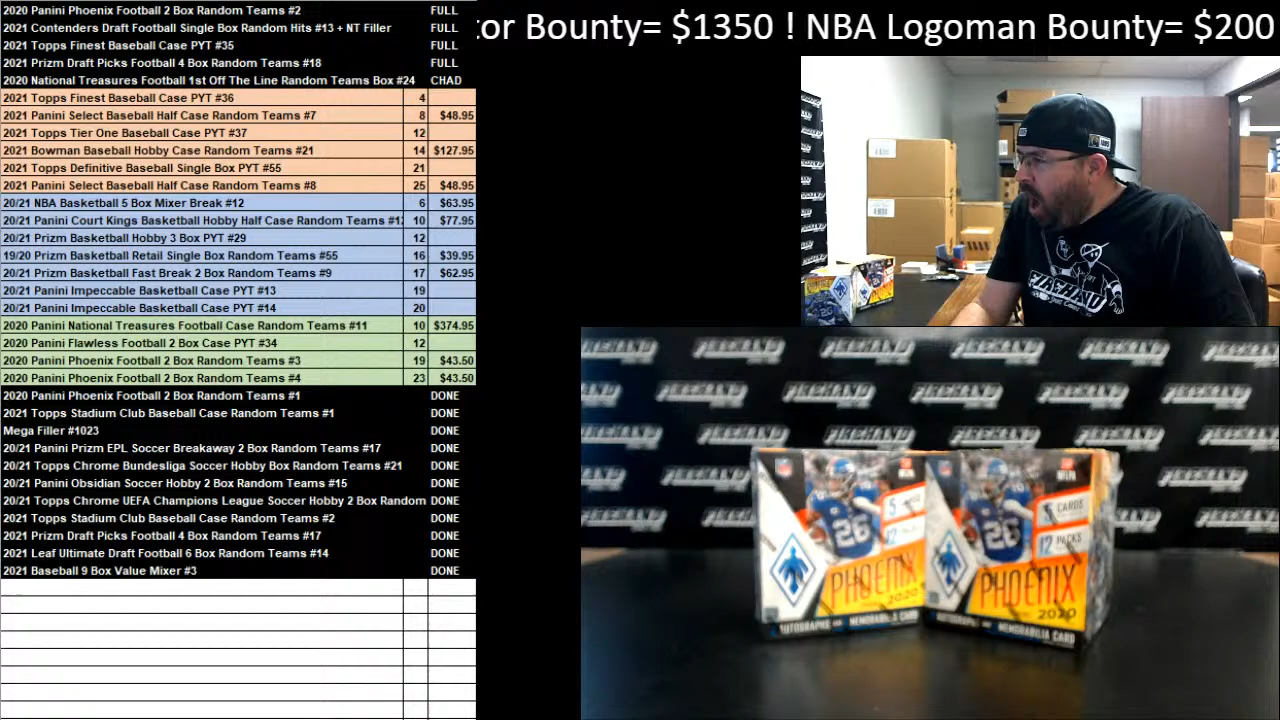 2020 Panini Phoenix Football 2 Box Random Teams #2 FULL
2021 Contenders Draft Football Single Box Random Hits #13 + NT Filler FULL
2021 Topps Finest Baseball Case PYT #35 FULL
2021 Prizm Draft Picks Football 4 Box Random Teams #18 FULL
2020 National Treasures Football 1st Off The Line Random Teams Box #24 CHAD
2021 Topps Finest Baseball Case PYT #36 4
2021 Panini Select Baseball Half Case Random Teams #7 8 $48.95
2021 Topps Tier One Baseball Case PYT #37 12
2021 Bowman Baseball Hobby Case Random Teams #21 14 $127.95
2021 Topps Definitive Baseball Single Box PYT #55 21
2021 Panini Select Baseball Half Case Random Teams #8 25 $48.95
20/21 NBA Basketball 5 Box Mixer Break #12 6 $63.95
20/21 Panini Court Kings Basketball Hobby Half Case Random Teams #12 10 $77.95
20/21 Prizm Basketball Hobby 3 Box PYT #29 12
19/20 Prizm Basketball Retail Single Box Random Teams #55 16 $39.95
20/21 Prizm Basketball Fast Break 2 Box Random Teams #9 17 $62.95
20/21 Panini Impeccable Basketball Case PYT #13 19
20/21 Panini Impeccable Basketball Case PYT #14 20
2020 Panini National Treasures Football Case Random Teams #11 10 $374.95
2020 Panini Flawless Football 2 Box Case PYT #34 12
2020 Panini Phoenix Football 2 Box Random Teams #3 19 $43.50
2020 Panini Phoenix Football 2 Box Random Teams #4 23 $43.50
2020 Panini Phoenix Football 2 Box Random Teams #1 DONE
2021 Topps Stadium Club Baseball Case Random Teams #1 DONE
Mega Filler #1023 DONE
20/21 Panini Prizm EPL Soccer Breakaway 2 Box Random Teams #17 DONE
20/21 Topps Chrome Bundesliga Soccer Hobby Box Random Teams #21 DONE
20/21 Panini Obsidian Soccer Hobby 2 Box Random Teams #15 DONE
20/21 Topps Chrome UEFA Champions League Soccer Hobby 2 Box Random DONE
2021 Topps Stadium Club Baseball Case Random Teams #2 DONE
2021 Prizm Draft Picks Football 4 Box Random Teams #17 DONE
2021 Leaf Ultimate Draft Football 6 Box Random Teams #14 DONE
2021 Baseball 9 Box Value Mixer #3 DONE
or Bounty= $1350 ! NBA Logoman Bounty= $200
FIREHAND
26
5
PHOENIX
2020
AUTOGRAPHS
MEMORABILIA CARD
26
5 CARDS
12 PACKS
PHOENIX
2020
MEMORABILIA CARD